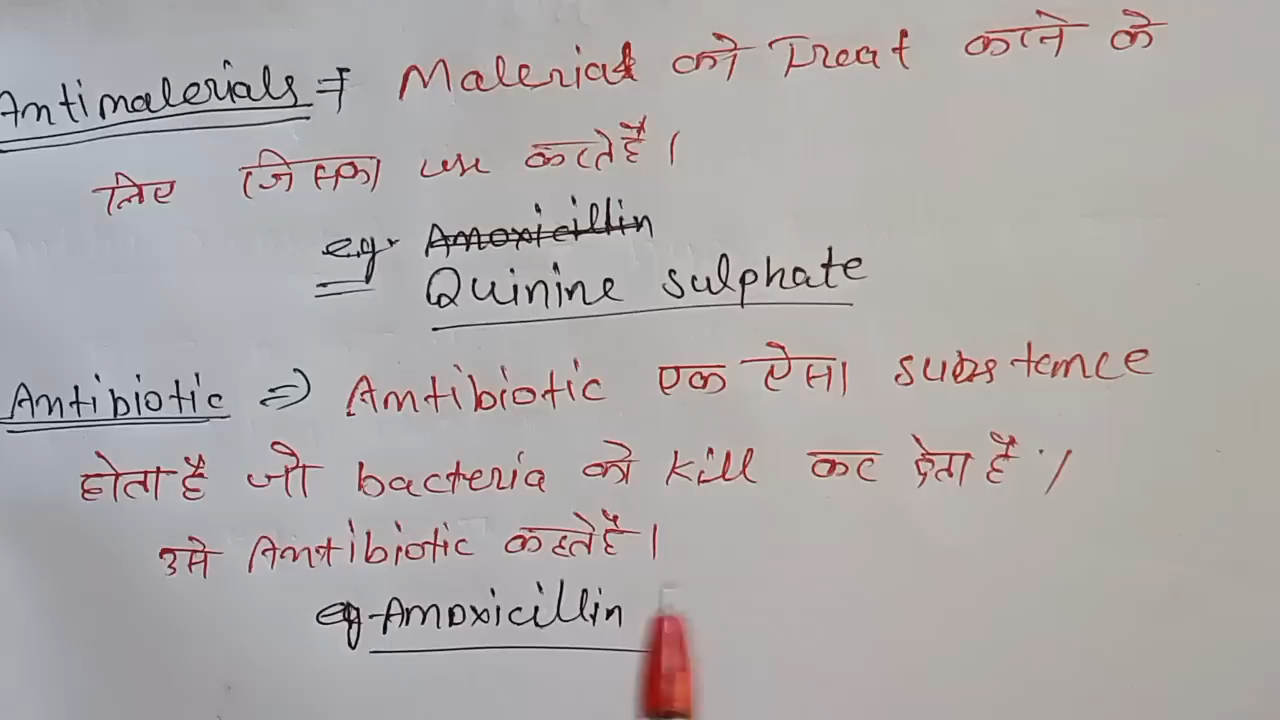 Antimalerials ⇒ Maleria को Treat करने के
लिए जिसका use करते है।
eg. Amoxicillin
Quinine sulphate
Antibiotic ⇒ Antibiotic एक ऐसा substemce
होता है जो bacteria को kill कर देता है।
उसे Antibiotic कहते है।
eg - Amoxicillin